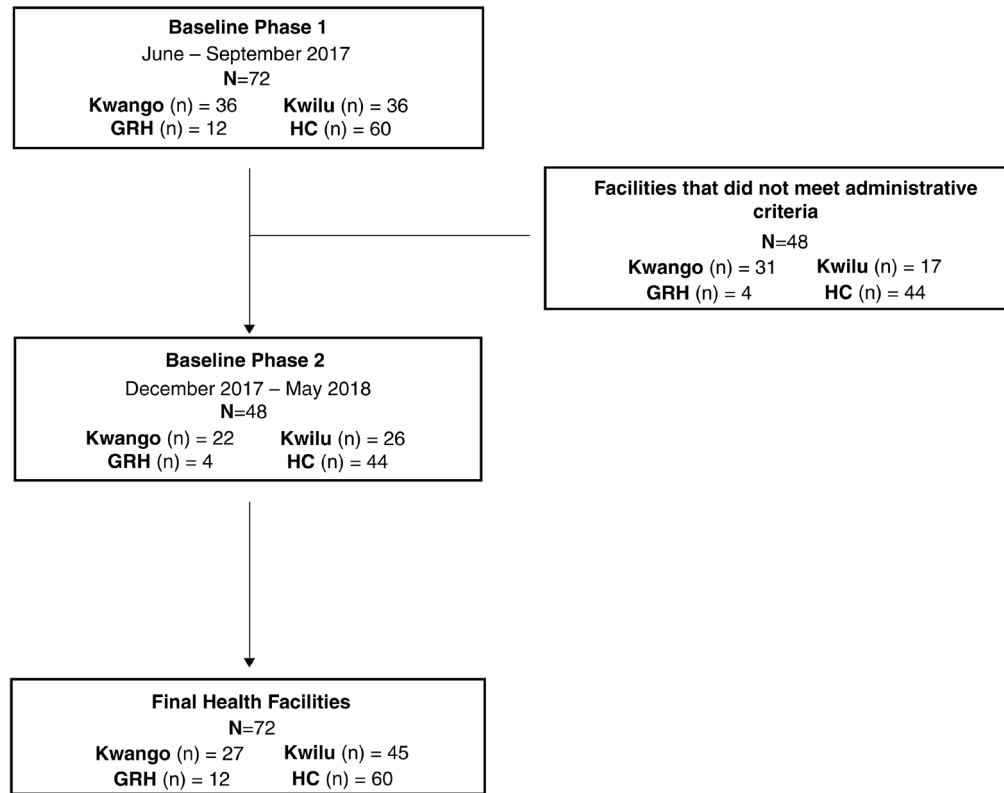 Baseline Phase 1
June – September 2017
N=72
Kwango (n) = 36 Kwilu (n) = 36
GRH (n) = 12 HC (n) = 60
Facilities that did not meet administrative
criteria
N=48
Kwango (n) = 31 Kwilu (n) = 17
GRH (n) = 4 HC (n) = 44
Baseline Phase 2
December 2017 – May 2018
N=48
Kwango (n) = 22 Kwilu (n) = 26
GRH (n) = 4 HC (n) = 44
Final Health Facilities
N=72
Kwango (n) = 27 Kwilu (n) = 45
GRH (n) = 12 HC (n) = 60